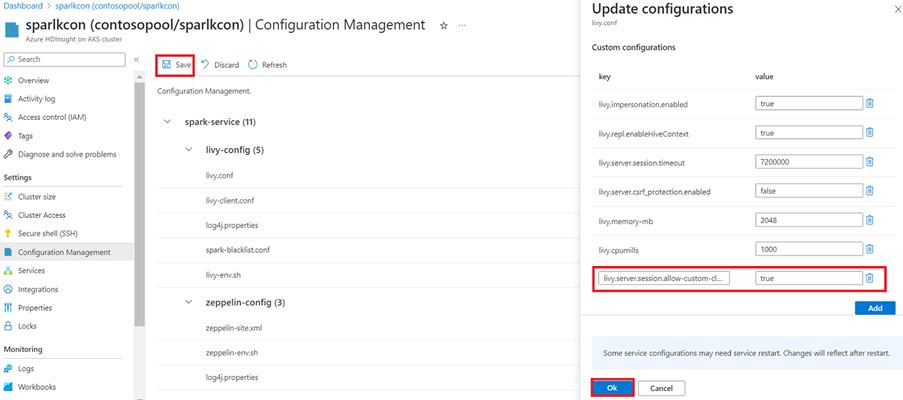 Dashboard > sparlkcon (contosopool/sparlkcon)
sparlkcon (contosopool/sparlkcon) | Configuration Management ☆ ...
Azure HDInsight on AKS cluster
Search
«
Overview
Activity log
Access control (IAM)
Tags
Diagnose and solve problems
Settings
Cluster size
Cluster Access
Secure shell (SSH)
Configuration Management
Services
Integrations
Properties
Locks
Monitoring
Logs
Workbooks
Save Discard Refresh
Configuration Management.
spark-service (11)
livy-config (5)
livy.conf
livy-client.conf
log4j.properties
spark-blacklist.conf
livy-env.sh
zeppelin-config (3)
zeppelin-site.xml
zeppelin-env.sh
log4j.properties
Update configurations
livy.conf
Custom configurations
key value
livy.impersonation.enabled true
livy.repl.enableHiveContext true
livy.server.session.timeout 7200000
livy.server.csrf_protection.enabled false
livy.memory-mb 2048
livy.cpumills 1000
livy.server.session.allow-custom-cl... true
Add
Some service configurations may need service restart. Changes will reflect after restart.
Ok Cancel